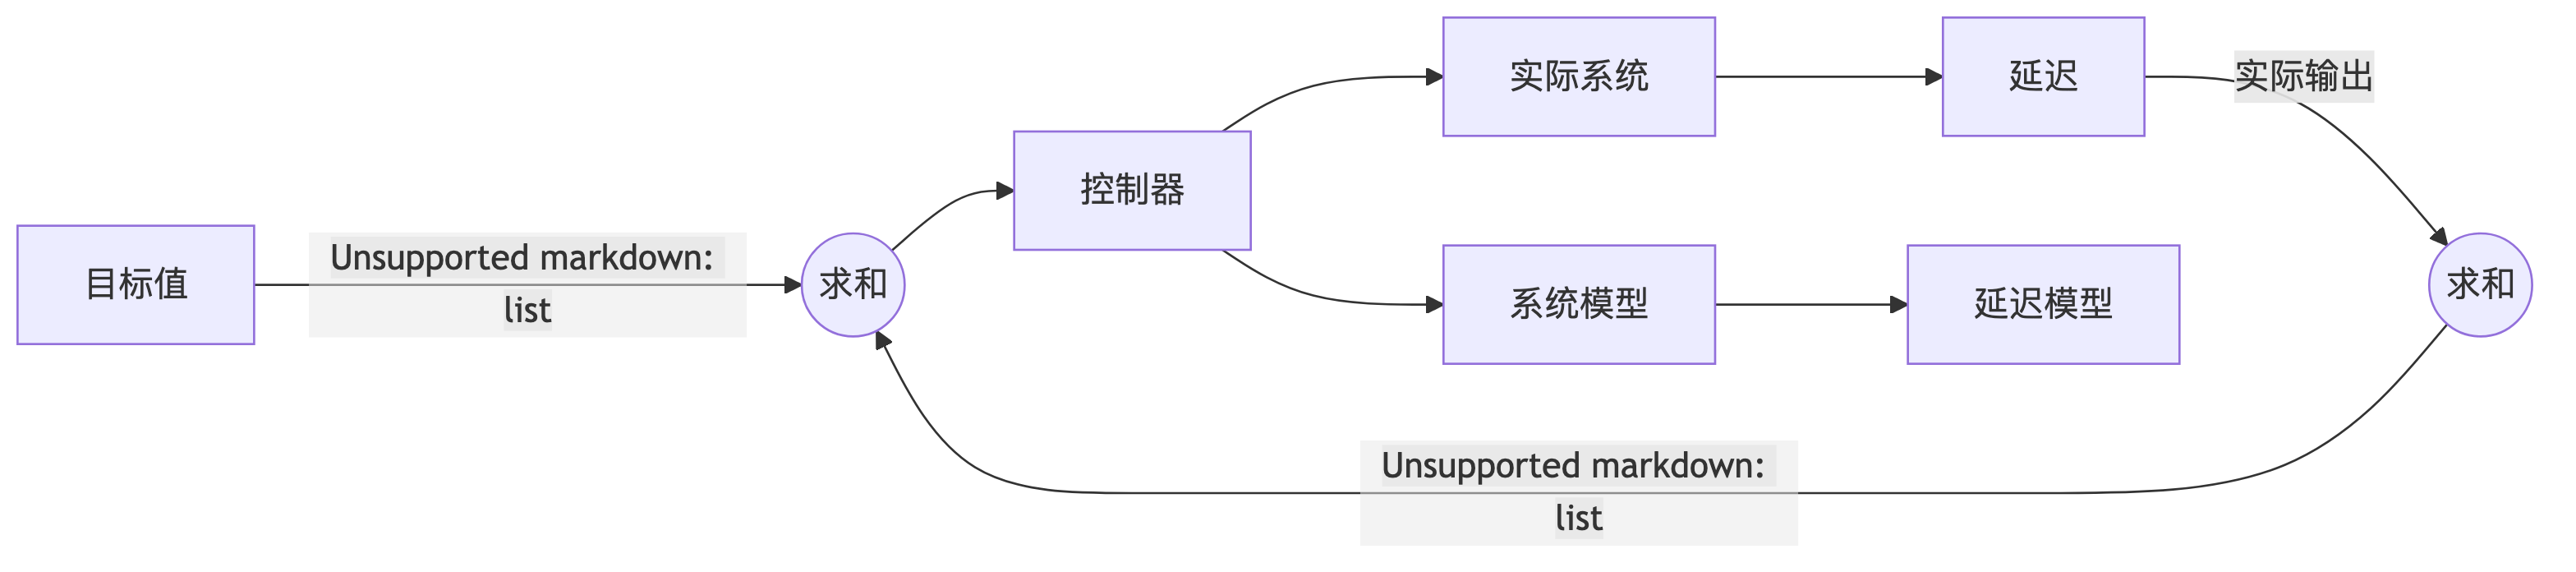 目标值
Unsupported markdown:
list
求和
控制器
实际系统
延迟
实际输出
系统模型
延迟模型
求和
Unsupported markdown:
list